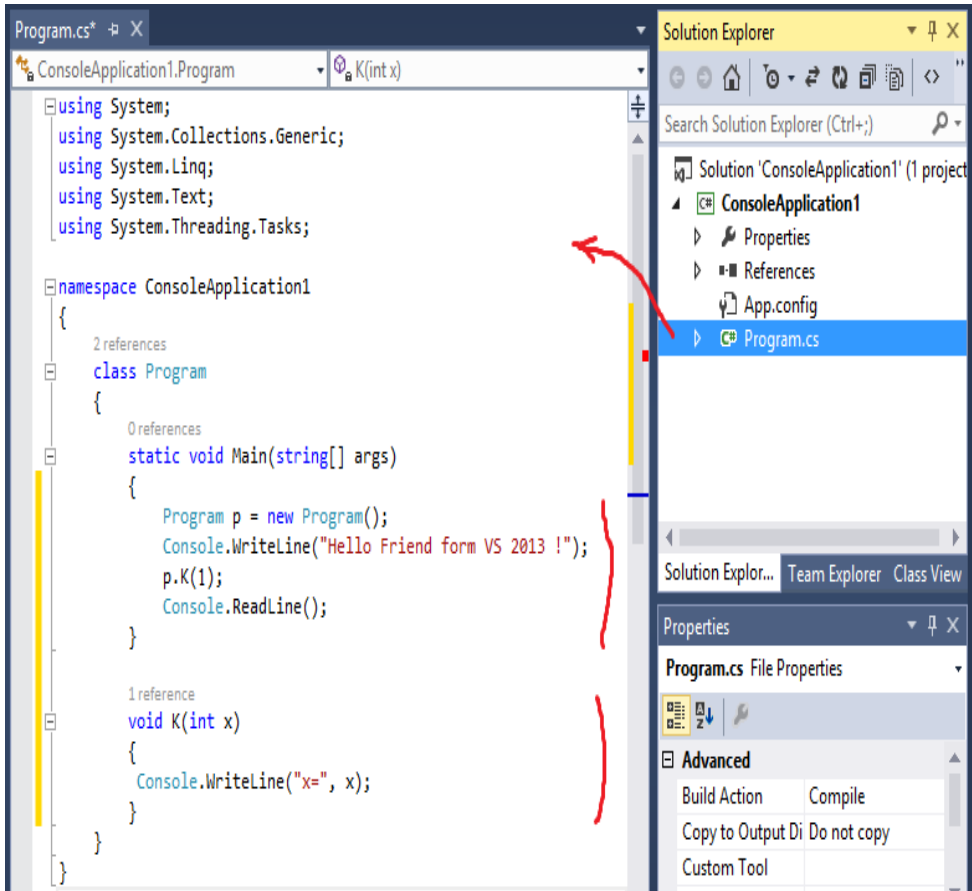 Program.cs*
ConsoleApplication1.Program
K(int x)
using System;
using System.Collections.Generic;
using System.Linq;
using System.Text;
using System.Threading.Tasks;
namespace ConsoleApplication1
{
2 references
class Program
{
0 references
static void Main(string[] args)
{
Program p = new Program();
Console.WriteLine("Hello Friend form VS 2013 !");
p.K(1);
Console.ReadLine();
}
1 reference
void K(int x)
{
Console.WriteLine("x=", x);
}
}
}
Solution Explorer
Search Solution Explorer (Ctrl+;)
Solution 'ConsoleApplication1' (1 project
C# ConsoleApplication1
Properties
References
App.config
C# Program.cs
Solution Explor... Team Explorer Class View
Properties
Program.cs File Properties
Advanced
Build Action Compile
Copy to Output Di Do not copy
Custom Tool